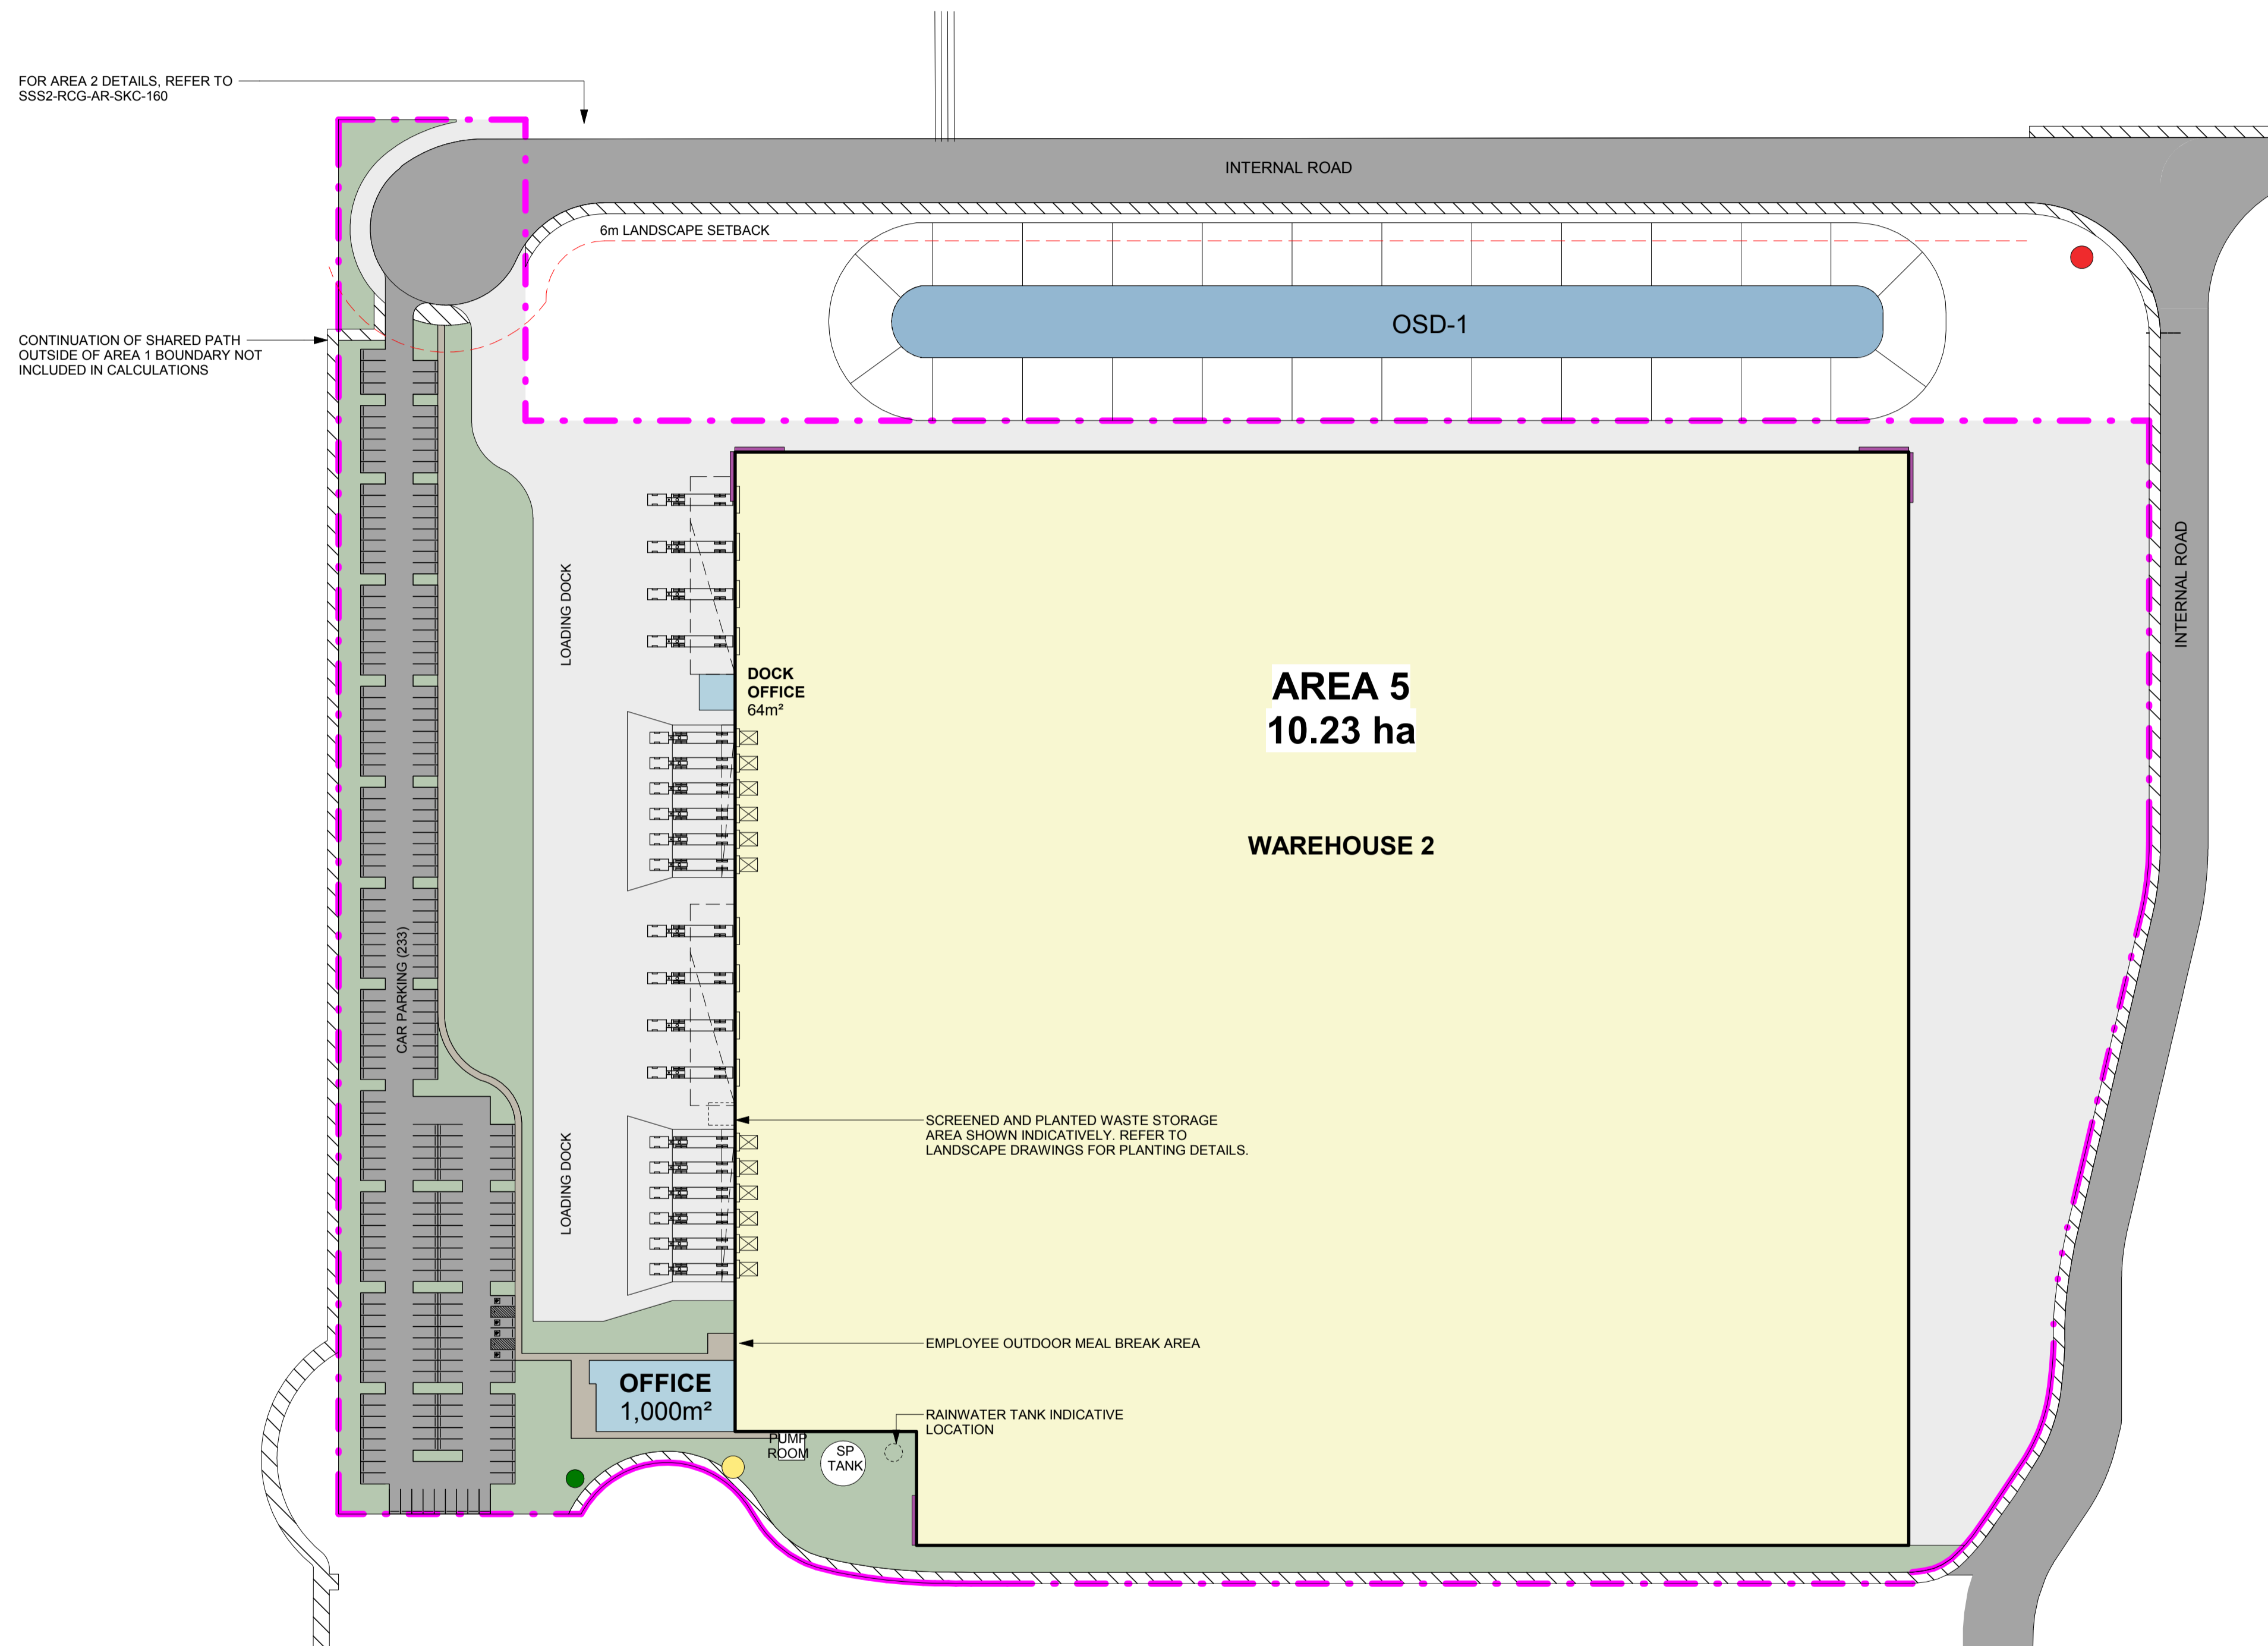 FOR AREA 2 DETAILS, REFER TO
SSS2-RCG-AR-SKC-160
INTERNAL ROAD
6m LANDSCAPE SETBACK
OSD-1
CONTINUATION OF SHARED PATH
OUTSIDE OF AREA 1 BOUNDARY NOT
INCLUDED IN CALCULATIONS
INTERNAL ROAD
LOADING DOCK
DOCK
OFFICE
64m²
AREA 5
10.23 ha
WAREHOUSE 2
CAR PARKING (233)
SCREENED AND PLANTED WASTE STORAGE
AREA SHOWN INDICATIVELY. REFER TO
LANDSCAPE DRAWINGS FOR PLANTING DETAILS.
LOADING DOCK
EMPLOYEE OUTDOOR MEAL BREAK AREA
OFFICE
1,000m²
RAINWATER TANK INDICATIVE
LOCATION
PUMP
ROOM
SP
TANK